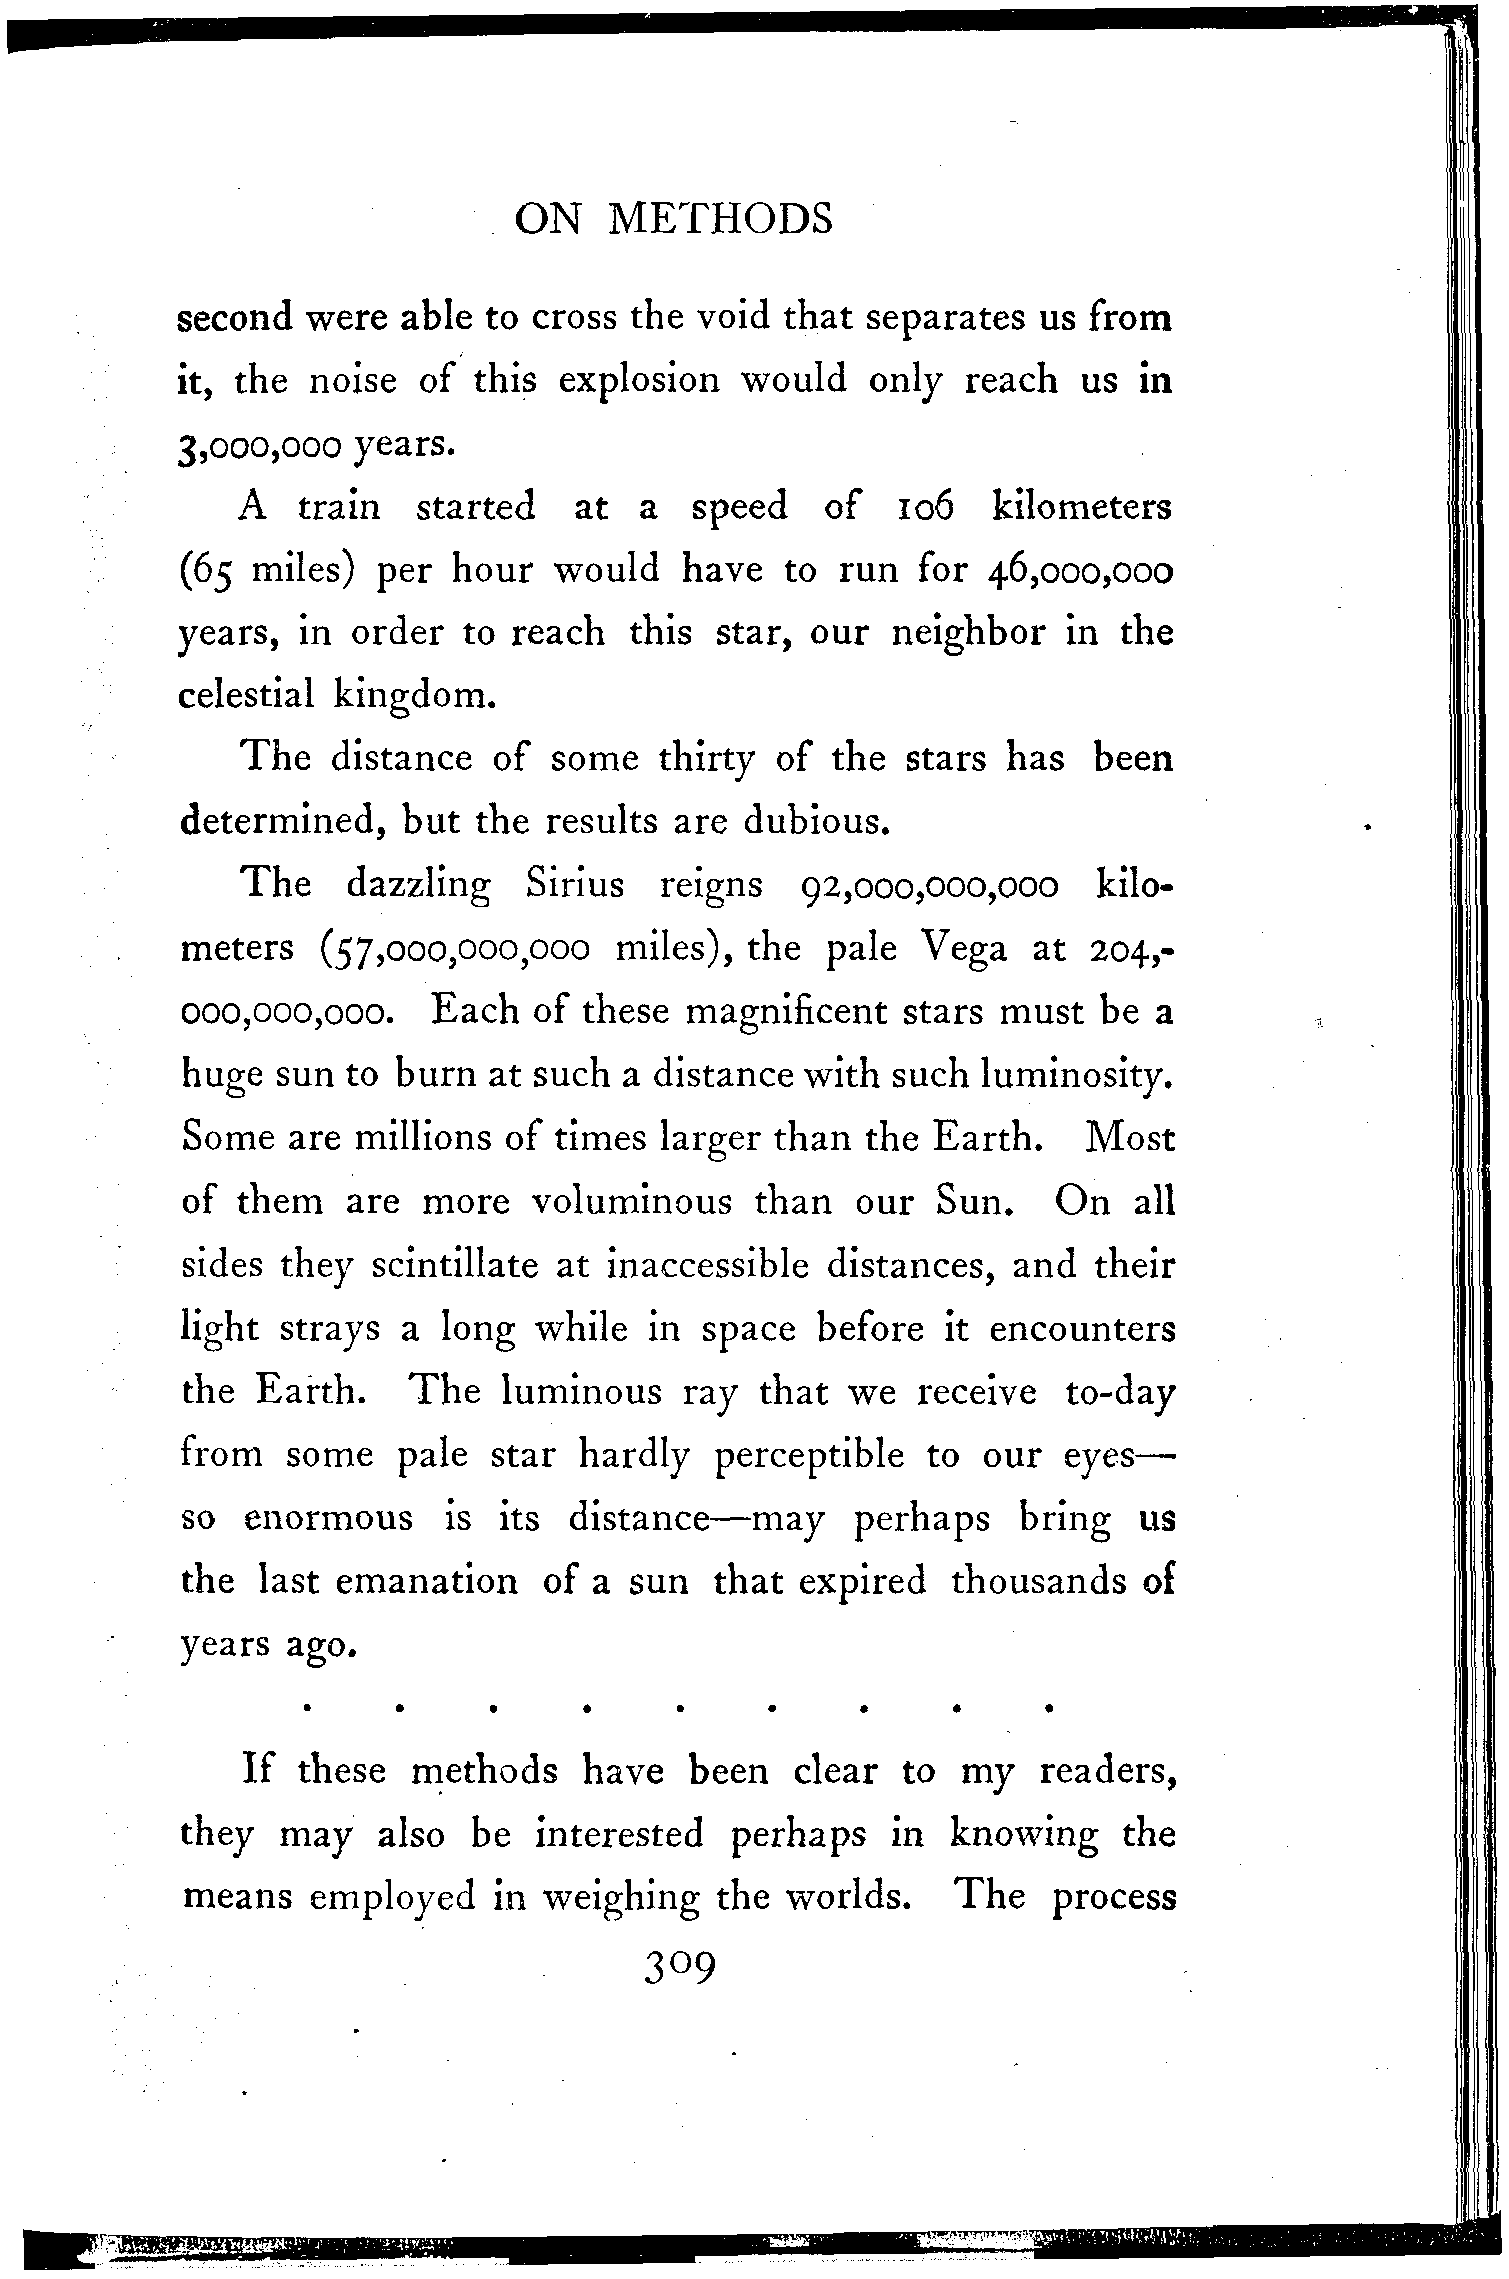 ON METHODS
second were able to cross the void that separates us from
it, the noise of this explosion would only reach us in
3,000,000 years.
A train started at a speed of 106 kilometers
(65 miles) per hour would have to run for 46,000,000
years, in order to reach this star, our neighbor in the
celestial kingdom.
The distance of some thirty of the stars has been
determined, but the results are dubious.
The dazzling Sirius reigns 92,000,000,000 kilo-
meters (57,000,000,000 miles), the pale Vega at 204,-
000,000,000. Each of these magnificent stars must be a
huge sun to burn at such a distance with such luminosity.
Some are millions of times larger than the Earth. Most
of them are more voluminous than our Sun. On all
sides they scintillate at inaccessible distances, and their
light strays a long while in space before it encounters
the Earth. The luminous ray that we receive to-day
from some pale star hardly perceptible to our eyes—
so enormous is its distance—may perhaps bring us
the last emanation of a sun that expired thousands of
years ago.
. . . . . . . . .
If these methods have been clear to my readers,
they may also be interested perhaps in knowing the
means employed in weighing the worlds. The process
309